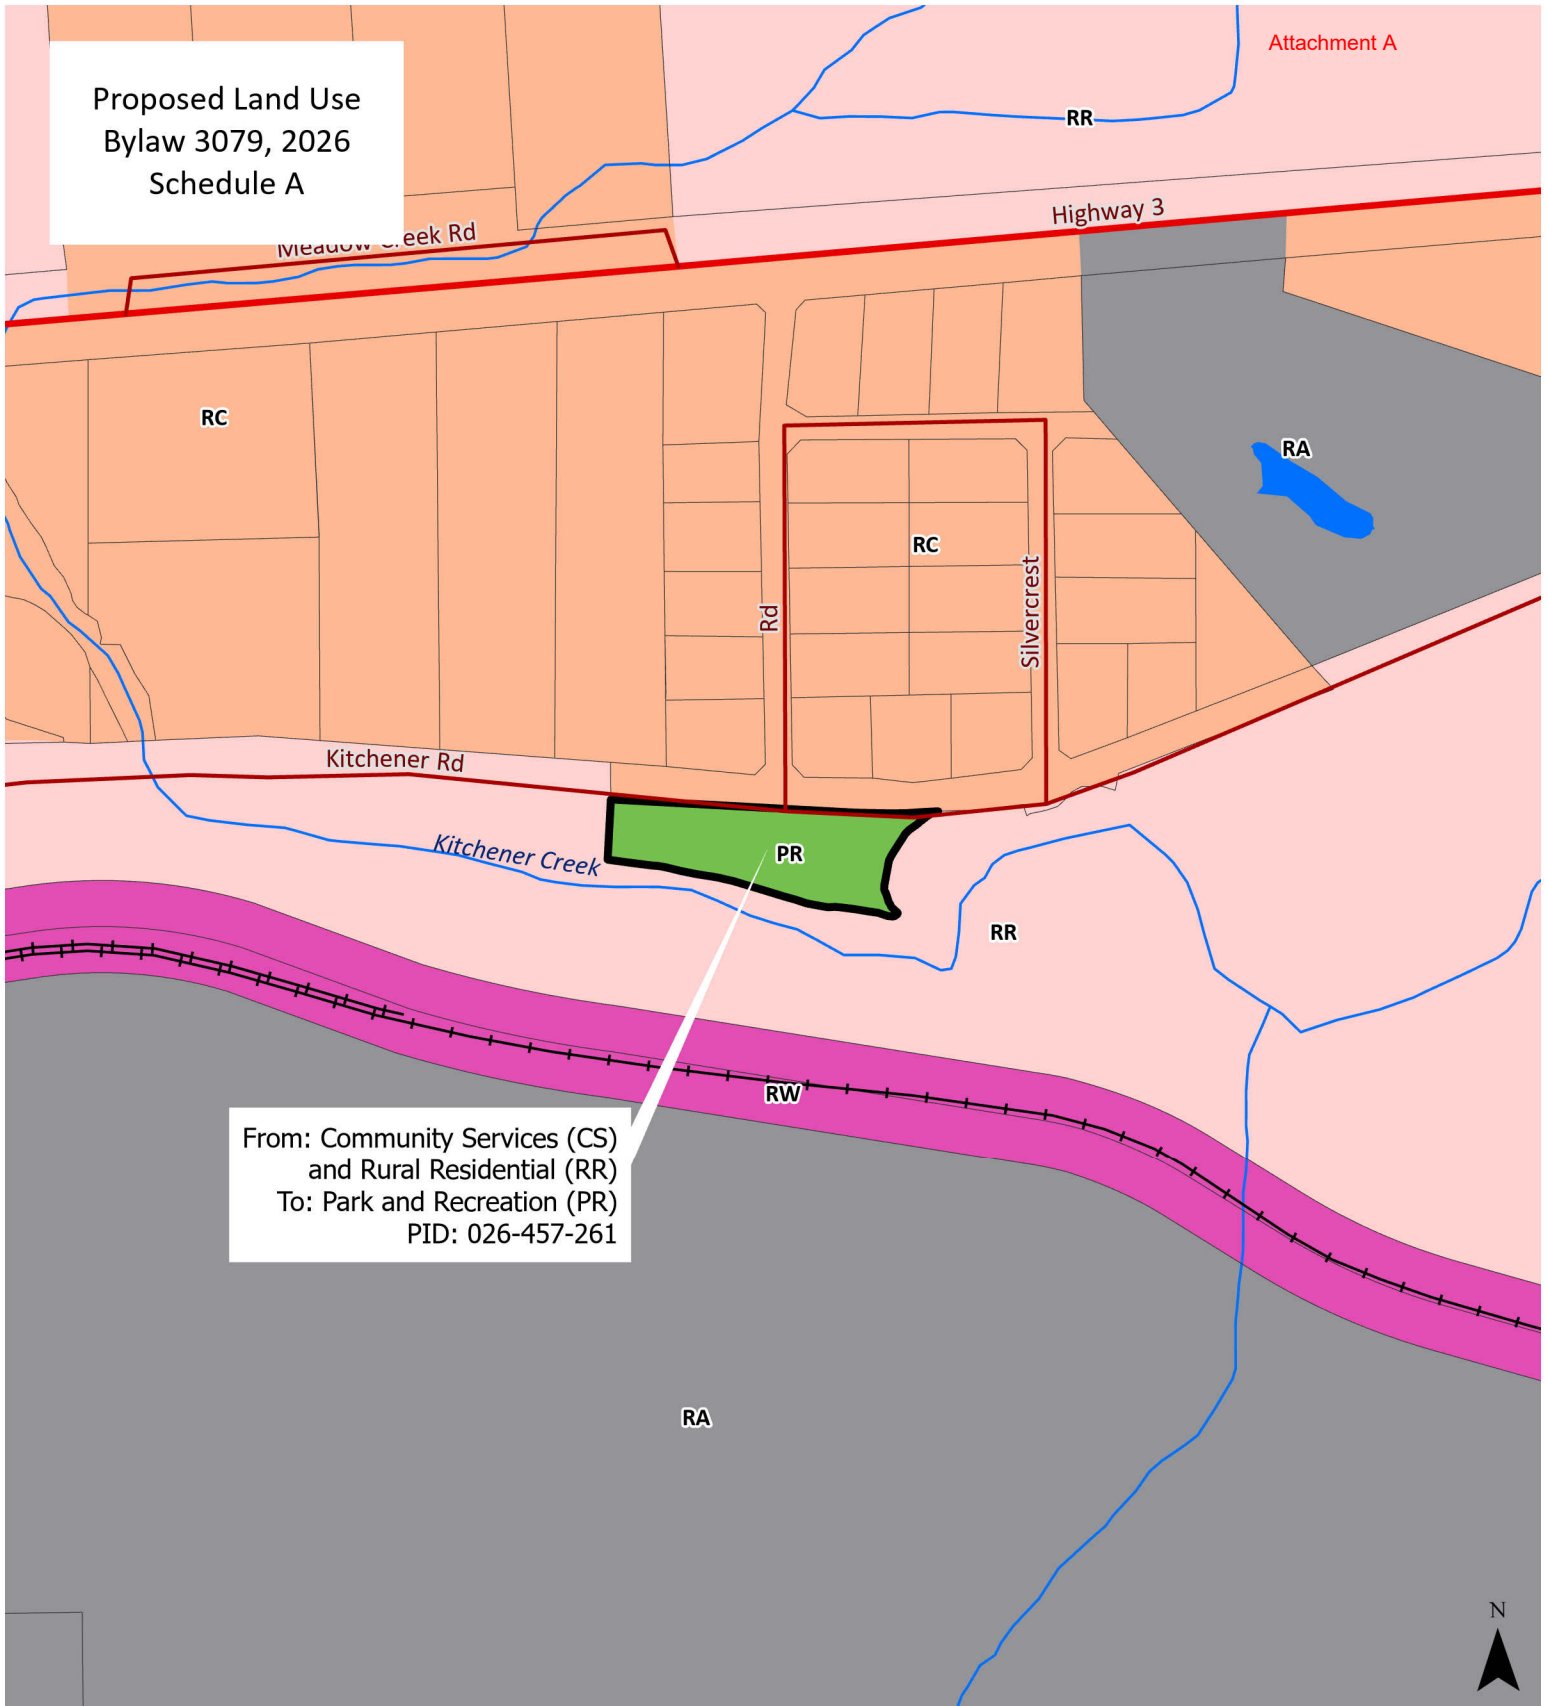 Attachment A
Proposed Land Use
Bylaw 3079, 2026
Schedule A
RR
Highway 3
Meadow Creek Rd
RC
RA
RC
Rd
Silvercrest
Kitchener Rd
Kitchener Creek
PR
RR
RW
From: Community Services (CS)
and Rural Residential (RR)
To: Park and Recreation (PR)
PID: 026-457-261
RA
N